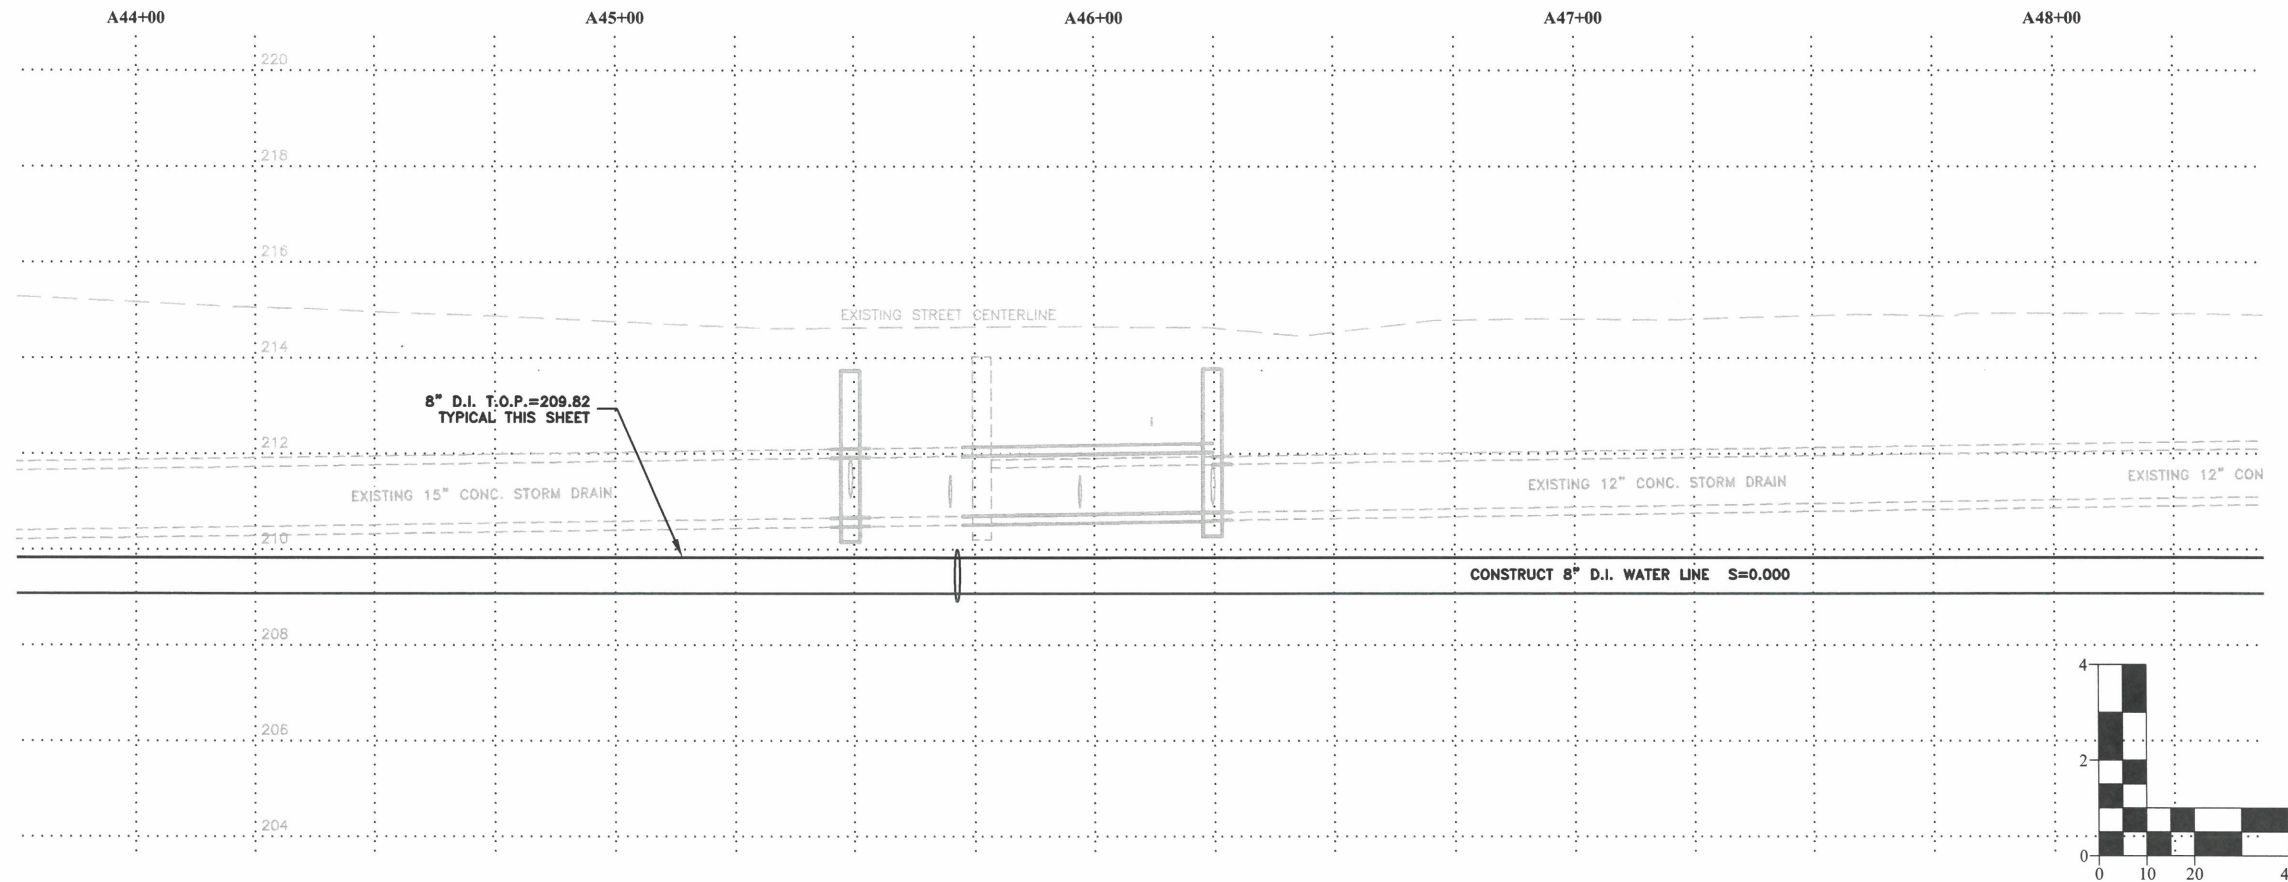 A44+00 A45+00 A46+00 A47+00 A48+00
220
218
216
EXISTING STREET CENTERLINE
214
8" D.I. T.O.P.=209.82
TYPICAL THIS SHEET
212
EXISTING 15" CONC. STORM DRAIN
EXISTING 12" CONC. STORM DRAIN
EXISTING 12" CON
210
CONSTRUCT 8" D.I. WATER LINE S=0.000
208
206
204
4
2
0
0 10 20 4